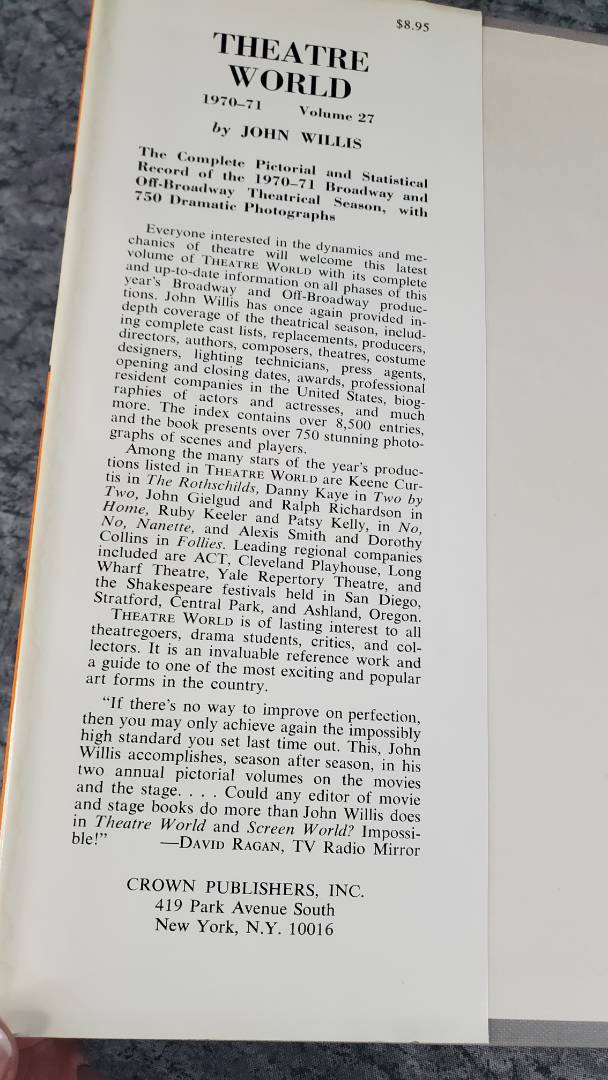 $8.95
THEATRE
WORLD
1970–71 Volume 27
by JOHN WILLIS
The Complete Pictorial and Statistical
Record of the 1970–71 Broadway and
Off-Broadway Theatrical Season, with
750 Dramatic Photographs
Everyone interested in the dynamics and me-
chanics of theatre will welcome this latest
volume of THEATRE WORLD with its complete
and up-to-date information on all phases of this
year's Broadway and Off-Broadway produc-
tions. John Willis has once again provided in-
depth coverage of the theatrical season, includ-
ing complete cast lists, replacements, producers,
directors, authors, composers, theatres, costume
designers, lighting technicians, press agents,
opening and closing dates, awards, professional
resident companies in the United States, biog-
raphies of actors and actresses, and much
more. The index contains over 8,500 entries,
and the book presents over 750 stunning photo-
graphs of scenes and players.
Among the many stars of the year's produc-
tions listed in THEATRE WORLD are Keene Cur-
tis in The Rothschilds, Danny Kaye in Two by
Two, John Gielgud and Ralph Richardson in
Home, Ruby Keeler and Patsy Kelly, in No,
No, Nanette, and Alexis Smith and Dorothy
Collins in Follies. Leading regional companies
included are ACT, Cleveland Playhouse, Long
Wharf Theatre, Yale Repertory Theatre, and
the Shakespeare festivals held in San Diego,
Stratford, Central Park, and Ashland, Oregon.
THEATRE WORLD is of lasting interest to all
theatregoers, drama students, critics, and col-
lectors. It is an invaluable reference work and
a guide to one of the most exciting and popular
art forms in the country.
"If there's no way to improve on perfection,
then you may only achieve again the impossibly
high standard you set last time out. This, John
Willis accomplishes, season after season, in his
two annual pictorial volumes on the movies
and the stage. . . . Could any editor of movie
and stage books do more than John Willis does
in Theatre World and Screen World? Impossi-
ble!" —DAVID RAGAN, TV Radio Mirror
CROWN PUBLISHERS, INC.
419 Park Avenue South
New York, N.Y. 10016